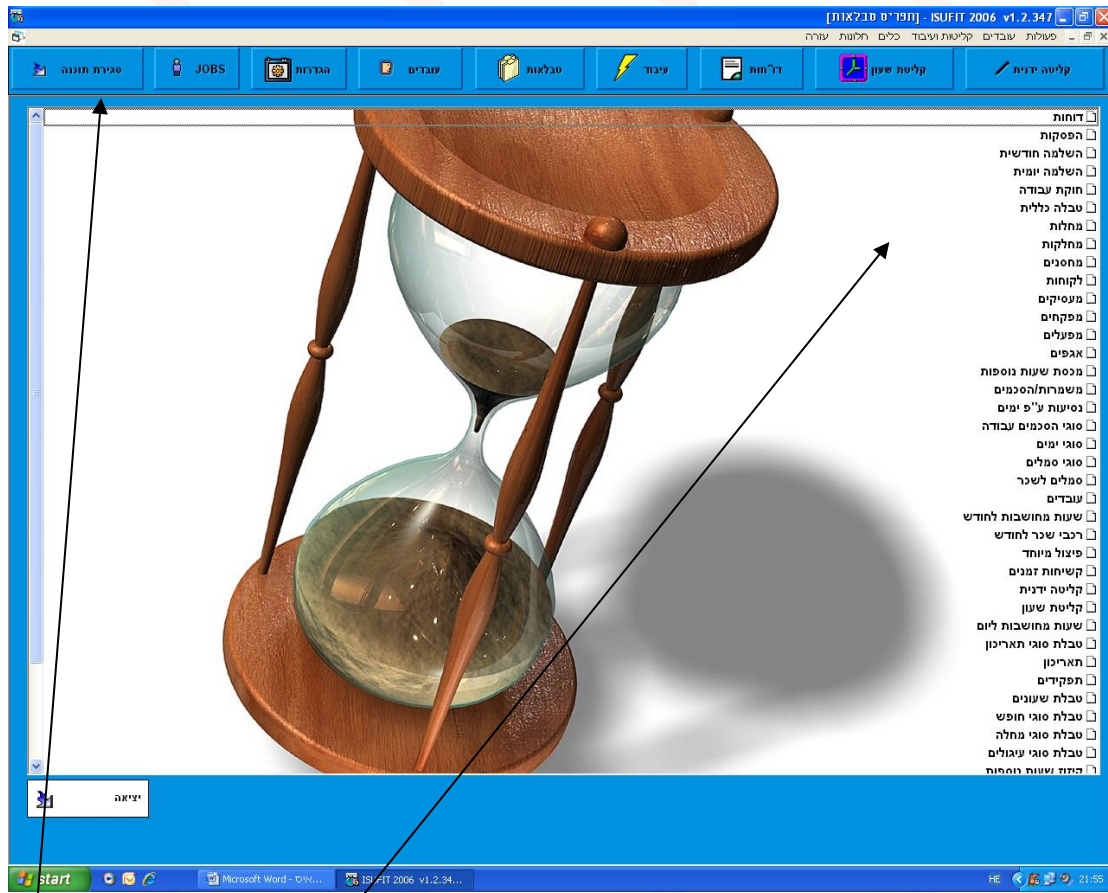 ISUFIT 2006 v1.2.347 - [תפריט טבלאות]
פעולות עובדים קליטות ועיבוד כלים חלונות עזרה
קליטה ידנית
קליטת שעון
דו"חות
עיבוד
טבלאות
עובדים
הגדרות
JOBS
סגירת תוכנה
דוחות
הפסקות
השלמה חודשית
השלמה יומית
חוקת עבודה
טבלה כללית
מחלות
מחלקות
מחסנים
לקוחות
מעסיקים
מפקחים
מפעלים
אגפים
מכסת שעות נוספות
משמרות/הסכמים
נסיעות ע"פ ימים
סוגי הסכמים עבודה
סוגי ימים
סוגי סמלים
סמלים לשכר
עובדים
שעות מחושבות לחודש
רכבי שכר לחודש
פיצול מיוחד
קשיחות זמנים
קליטה ידנית
קליטת שעון
שעות מחושבות ליום
טבלת סוגי תאריכון
תאריכון
תפקידים
טבלת שעונים
טבלת סוגי חופש
טבלת סוגי מחלה
טבלת סוגי עיגולים
קיזוז שעות נוספות
יציאה
start
Microsoft Word -
ISUFIT 2006 v1.2.34...
HE
21:55